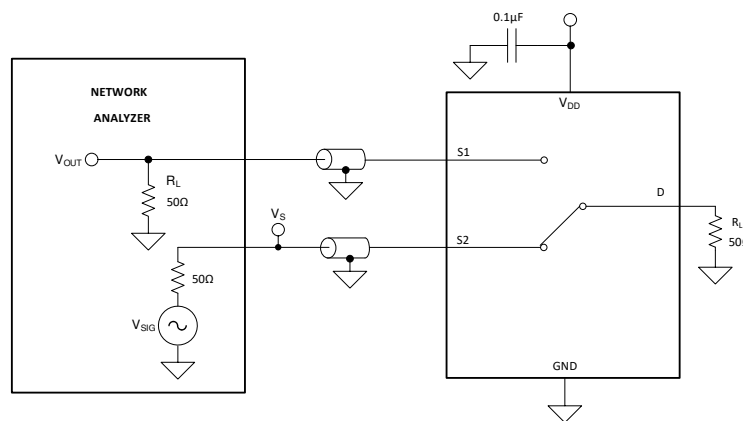 0.1µF
NETWORK
ANALYZER
VDD
VOUT
S1
RL
50Ω
VS
D
S2
RL
50Ω
VSIG
GND